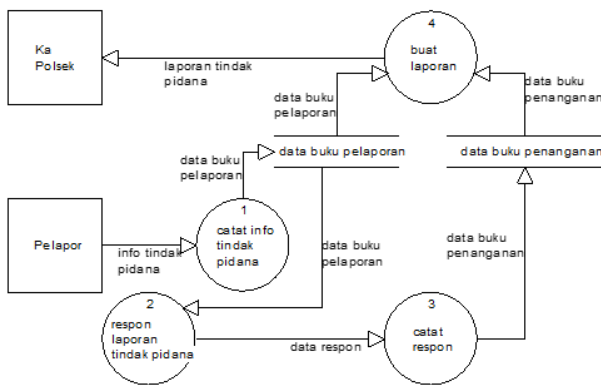 Ka
Polsek
4
buat
laporan
laporan tindak
pidana
data buku
pelaporan
data buku
penanganan
data buku pelaporan
data buku penanganan
data buku
pelaporan
1
catat info
tindak
pidana
Pelapor
info tindak
pidana
data buku
pelaporan
data buku
penanganan
2
respon
laporan
tindak pidana
data respon
3
catat
respon